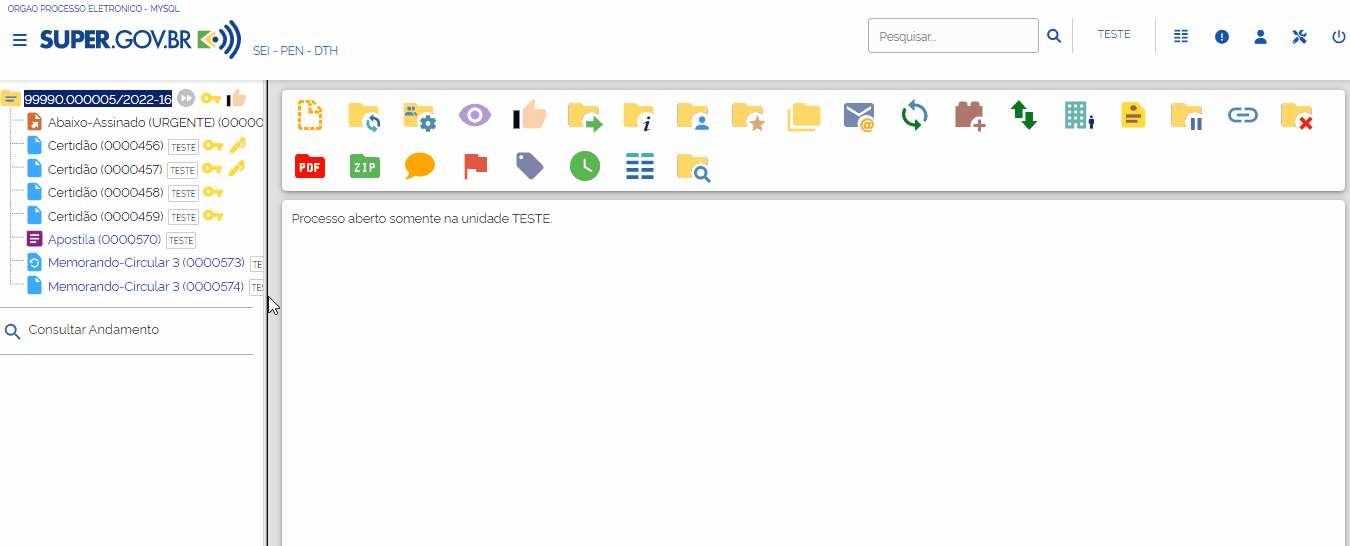 ORGAO PROCESSO ELETRONICO - MYSQL
SUPER.GOV.BR
SEI - PEN - DTH
Pesquisar...
TESTE
99990.000005/2022-16
Abaixo-Assinado (URGENTE) (00000
Certidão (0000456) TESTE
Certidão (0000457) TESTE
Certidão (0000458) TESTE
Certidão (0000459) TESTE
Apostila (0000570) TESTE
Memorando-Circular 3 (0000573) TE
Memorando-Circular 3 (0000574) TES
Consultar Andamento
i
@
PDF
ZIP
Processo aberto somente na unidade TESTE.